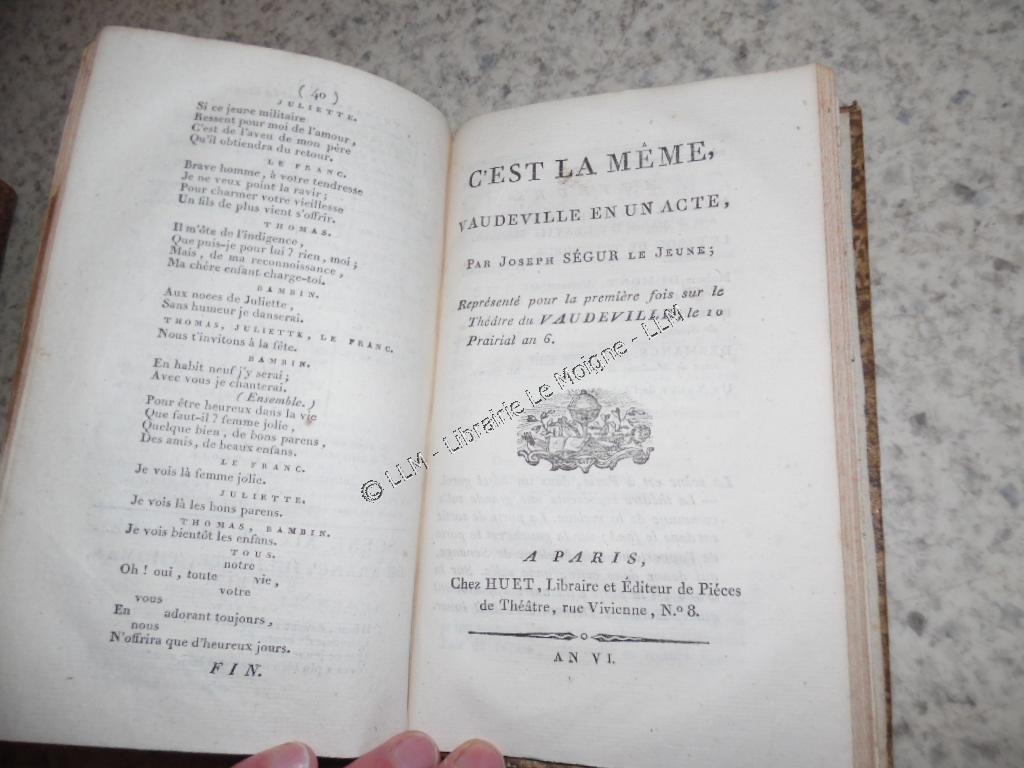 (40)
JULIETTE.
Si ce jeune militaire
Ressent pour moi de l'amour,
C'est de l'aveu de mon père
Qu'il obtiendra du retour.
LE FRANC.
Brave homme, à votre tendresse
Je ne veux point la ravir;
Pour charmer votre vieillesse
Un fils de plus vient s'offrir.
THOMAS.
Il m'ôte de l'indigence,
Que puis-je pour lui? rien, moi;
Mais, de ma reconnoissance,
Ma chère enfant charge-toi.
BAMBIN.
Aux noces de Juliette,
Sans humeur je danserai.
THOMAS, JULIETTE, LE FRANC.
Nous t'invitons à la fête.
BAMBIN.
En habit neuf j'y serai;
Avec vous je chanterai.
(Ensemble.)
Pour être heureux dans la vie
Que faut-il? femme jolie,
Quelque bien, de bons parens,
Des amis, de beaux enfans.
LE FRANC.
Je vois là femme jolie.
JULIETTE.
Je vois là les bons parens.
THOMAS, BAMBIN.
Je vois bientôt les enfans.
TOUS.
notre
Oh! oui, toute vie,
votre
vous
En adorant toujours,
nous
N'offrira que d'heureux jours.
FIN.
C'EST LA MÊME,
VAUDEVILLE EN UN ACTE,
PAR JOSEPH SÉGUR LE JEUNE;
Représenté pour la première fois sur le
Théâtre du VAUDEVILLE, le 10
Prairial an 6.
A PARIS,
Chez HUET, Libraire et Éditeur de Piéces
de Théâtre, rue Vivienne, N.o 8.
AN VI.
© LLM - Librairie Le Moigne - LLM